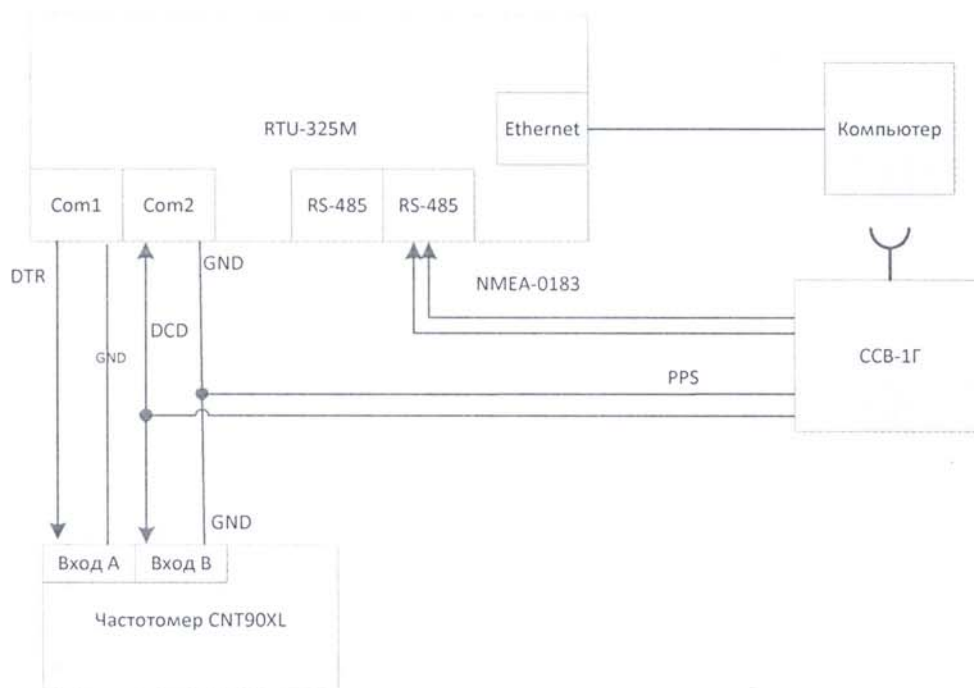 RTU-325M
Ethernet
Компьютер
Com1
Com2
RS-485
RS-485
DTR
GND
NMEA-0183
GND
DCD
ССВ-1Г
PPS
GND
Вход А
Вход В
Частотомер CNT90XL